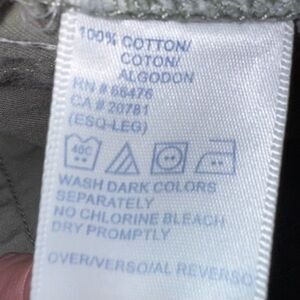 100% COTTON/
COTON/
ALGODON
RN # 66476
CA # 20781
(ESQ-LEG)
40C
WASH DARK COLORS
SEPARATELY
NO CHLORINE BLEACH
DRY PROMPTLY
OVER/VERSO/AL REVERSO